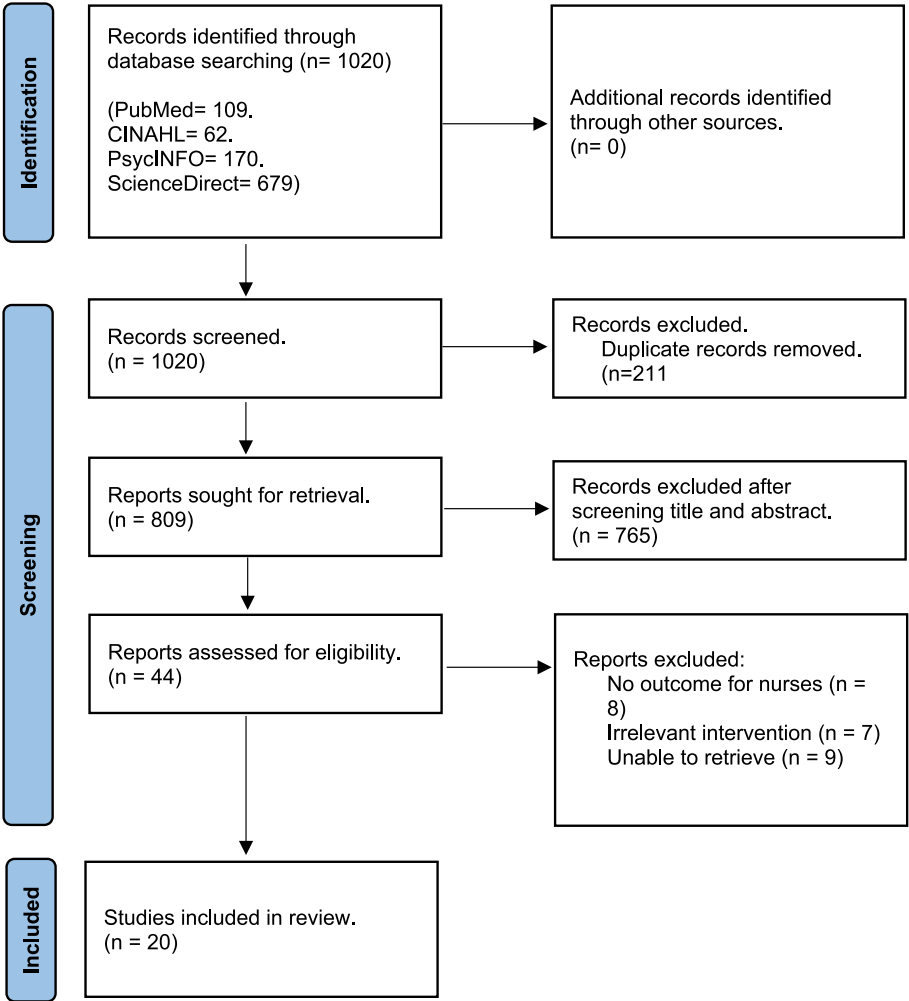 Identification
Records identified through
database searching (n= 1020)
(PubMed= 109.
CINAHL= 62.
PsycINFO= 170.
ScienceDirect= 679)
Additional records identified
through other sources.
(n= 0)
Screening
Records screened.
(n = 1020)
Records excluded.
Duplicate records removed.
(n=211
Reports sought for retrieval.
(n = 809)
Records excluded after
screening title and abstract.
(n = 765)
Reports assessed for eligibility.
(n = 44)
Reports excluded:
No outcome for nurses (n =
8)
Irrelevant intervention (n = 7)
Unable to retrieve (n = 9)
Included
Studies included in review.
(n = 20)